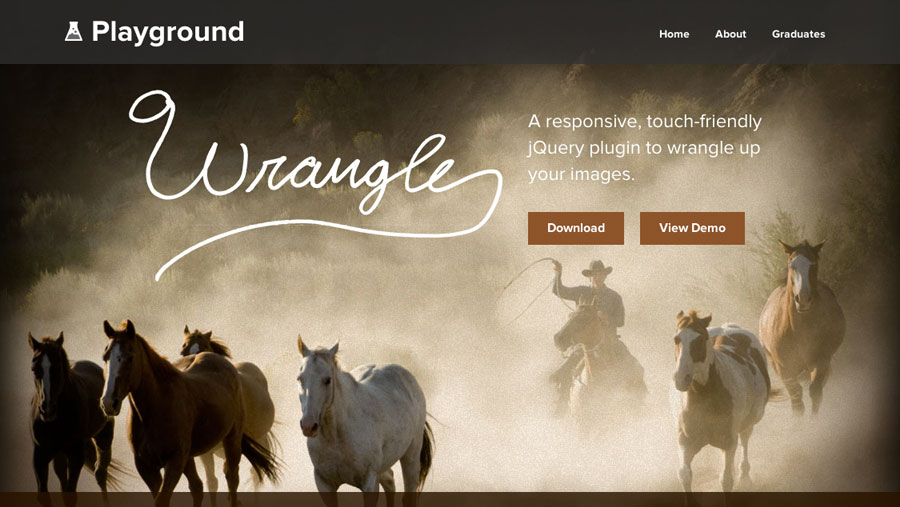 Playground
Home
About
Graduates
Wrangle
A responsive, touch-friendly
jQuery plugin to wrangle up
your images.
Download
View Demo